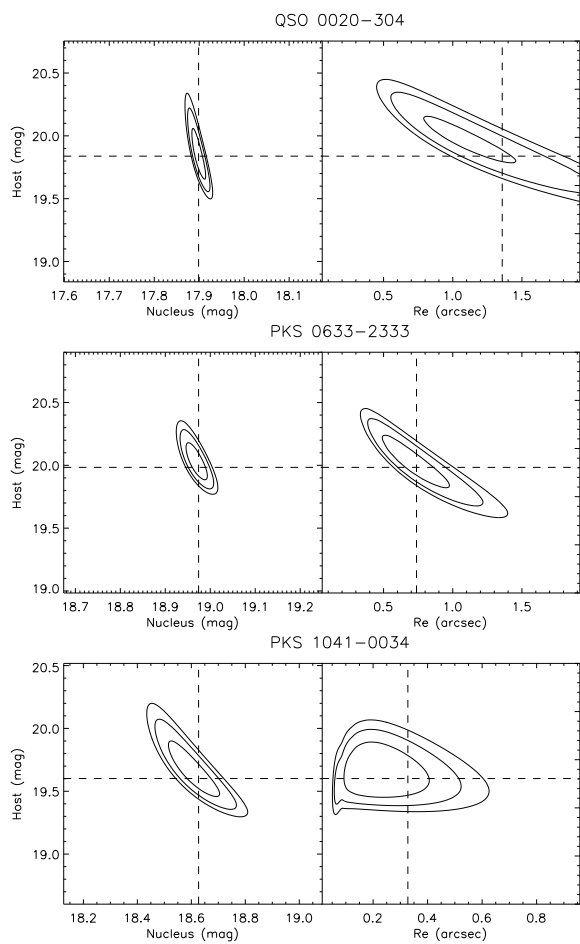 QSO 0020−304
20.5
20.0
19.5
19.0
Host (mag)
17.6 17.7 17.8 17.9 18.0 18.1
0.5 1.0 1.5
Nucleus (mag)
Re (arcsec)
PKS 0633−2333
20.5
20.0
19.5
19.0
Host (mag)
18.7 18.8 18.9 19.0 19.1 19.2
0.5 1.0 1.5
Nucleus (mag)
Re (arcsec)
PKS 1041−0034
20.5
20.0
19.5
19.0
Host (mag)
18.2 18.4 18.6 18.8 19.0
0.2 0.4 0.6 0.8
Nucleus (mag)
Re (arcsec)